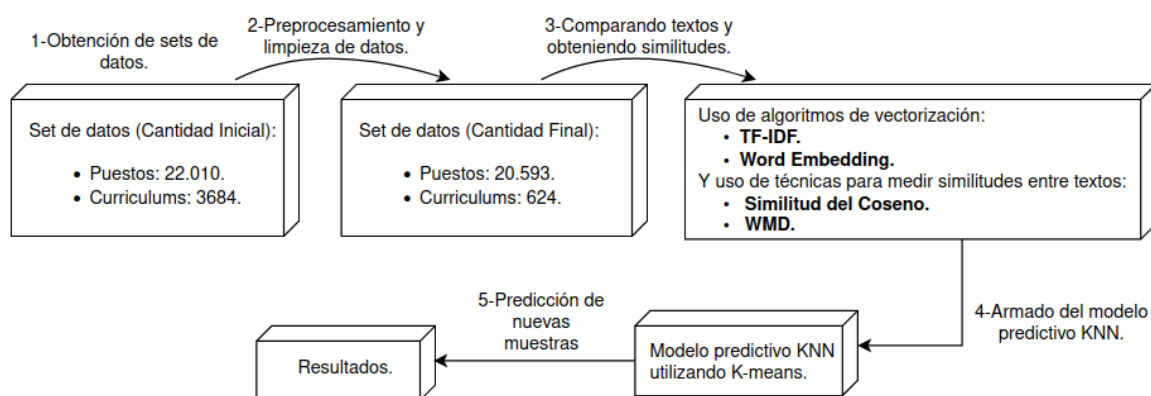 1-Obtención de sets de
datos.
2-Preprocesamiento y
limpieza de datos.
3-Comparando textos y
obteniendo similitudes.
Set de datos (Cantidad Inicial):
• Puestos: 22.010.
• Curriculums: 3684.
Set de datos (Cantidad Final):
• Puestos: 20.593.
• Curriculums: 624.
Uso de algoritmos de vectorización:
• TF-IDF.
• Word Embedding.
Y uso de técnicas para medir similitudes entre textos:
• Similitud del Coseno.
• WMD.
4-Armado del modelo
predictivo KNN.
Modelo predictivo KNN
utilizando K-means.
5-Predicción de
nuevas
muestras
Resultados.